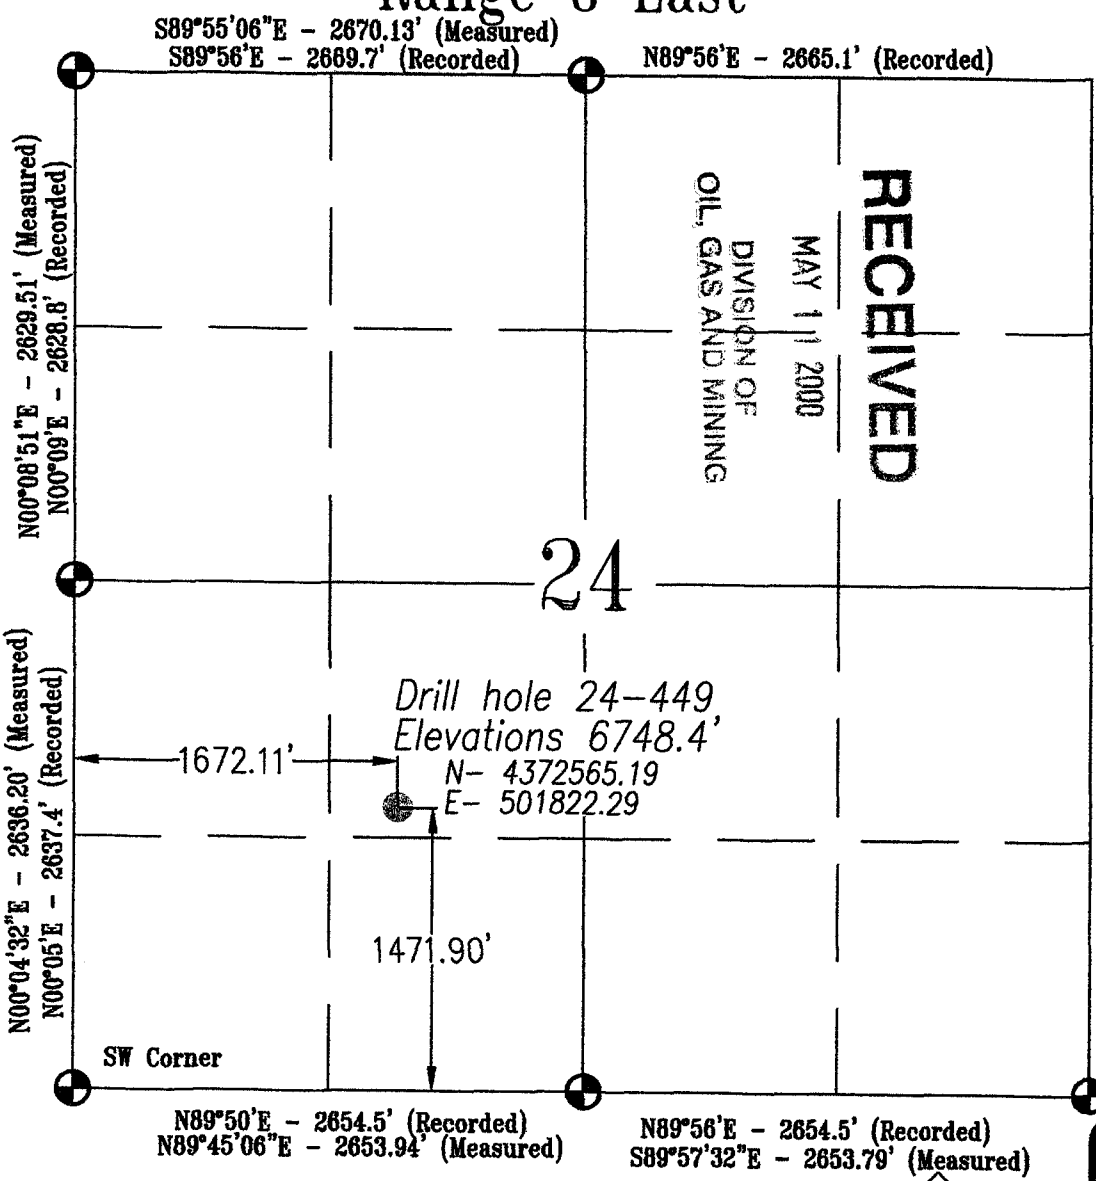 Range 6 East
S89°55'06"E - 2670.13' (Measured)
S89°56'E - 2669.7' (Recorded)
N89°56'E - 2665.1' (Recorded)
N00°08'51"E - 2629.51' (Measured)
N00°09'E - 2628.8' (Recorded)
RECEIVED
MAY 11 2000
DIVISION OF
OIL, GAS AND MINING
24
N00°04'32"E - 2636.20' (Measured)
N00°05'E - 2637.4' (Recorded)
Drill hole 24-449
Elevations 6748.4'
1672.11'
N- 4372565.19
E- 501822.29
1471.90'
SW Corner
N89°50'E - 2654.5' (Recorded)
N89°45'06"E - 2653.94' (Measured)
N89°56'E - 2654.5' (Recorded)
S89°57'32"E - 2653.79' (Measured)